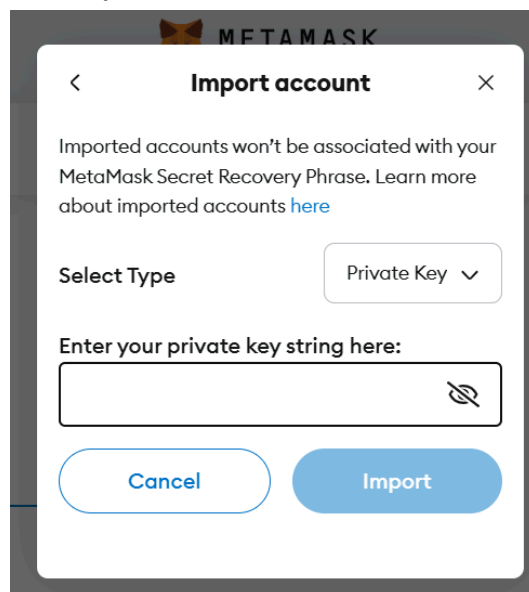 METAMASK
Import account
Imported accounts won't be associated with your
MetaMask Secret Recovery Phrase. Learn more
about imported accounts here
Select Type
Private Key
Enter your private key string here:
Cancel
Import